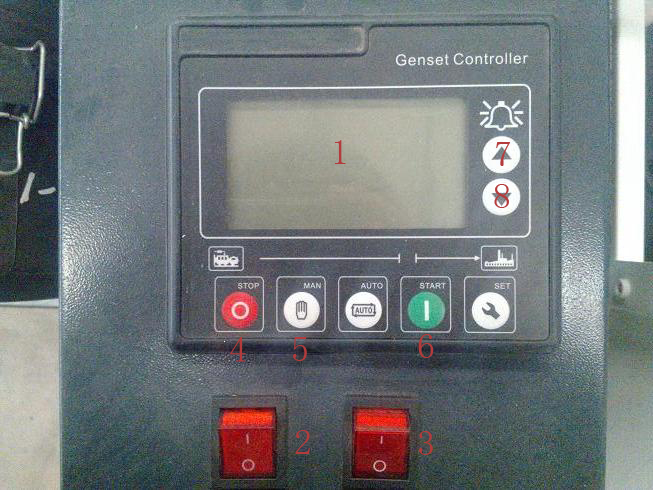 Genset Controller
1
7
8
STOP MAN AUTO START SET
AUTO
4 5 6
2 3